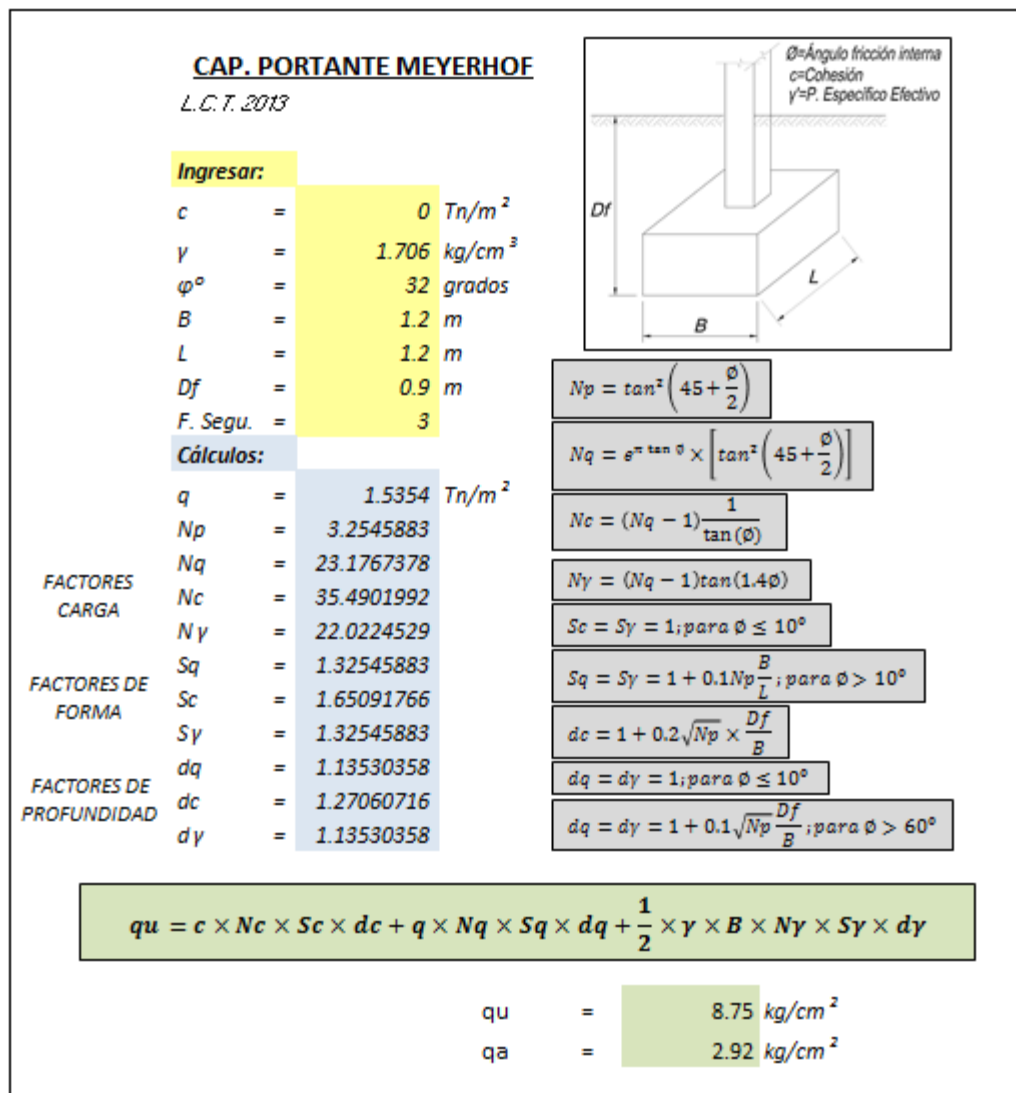 CAP. PORTANTE MEYERHOF
L.C.T. 2013
Ø=Ángulo fricción interna
c=Cohesión
γ'=P. Específico Efectivo
Df
L
B
Ingresar:
c = 0 Tn/m²
γ = 1.706 kg/cm³
φº = 32 grados
B = 1.2 m
L = 1.2 m
Df = 0.9 m
F. Segu. = 3
Cálculos:
q = 1.5354 Tn/m²
Np = 3.2545883
FACTORES CARGA
Nq = 23.1767378
Nc = 35.4901992
Nγ = 22.0224529
FACTORES DE FORMA
Sq = 1.32545883
Sc = 1.65091766
Sγ = 1.32545883
FACTORES DE PROFUNDIDAD
dq = 1.13530358
dc = 1.27060716
dγ = 1.13530358
Np = tan²(45 + Ø/2)
Nq = e^(π tan Ø) × [tan²(45 + Ø/2)]
Nc = (Nq − 1) 1/tan (Ø)
Nγ = (Nq − 1)tan(1.4Ø)
Sc = Sγ = 1; para Ø ≤ 10º
Sq = Sγ = 1 + 0.1Np B/L ; para Ø > 10º
dc = 1 + 0.2√Np × Df/B
dq = dγ = 1; para Ø ≤ 10º
dq = dγ = 1 + 0.1√Np Df/B ; para Ø > 60º
qu = c × Nc × Sc × dc + q × Nq × Sq × dq + 1/2 × γ × B × Nγ × Sγ × dγ
qu = 8.75 kg/cm²
qa = 2.92 kg/cm²